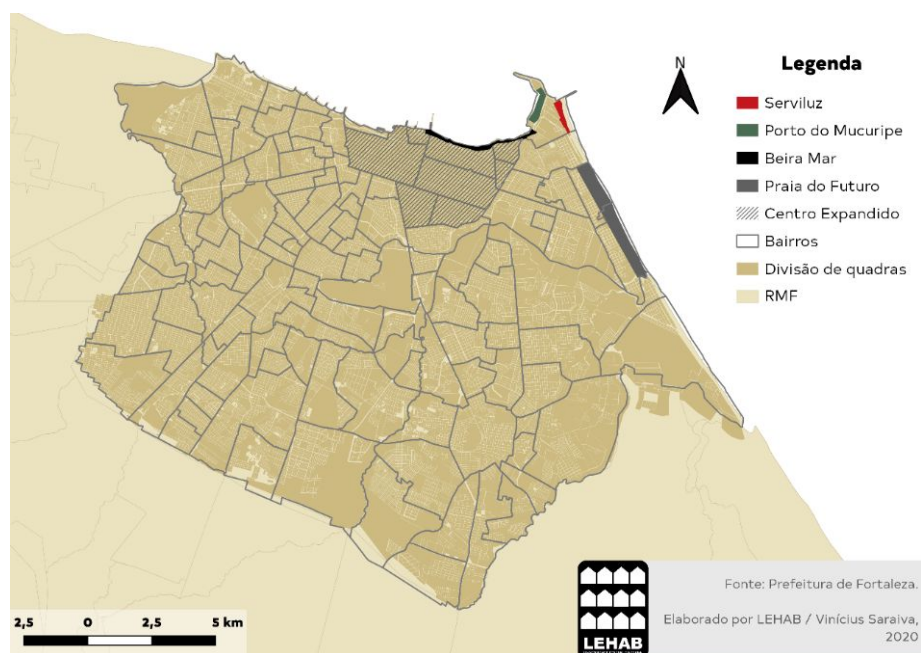 N
Legenda
Serviluz
Porto do Mucuripe
Beira Mar
Praia do Futuro
Centro Expandido
Bairros
Divisão de quadras
RMF
2,5 0 2,5 5 km
LEHAB
Fonte: Prefeitura de Fortaleza.
Elaborado por LEHAB / Vinícius Saraiva,
2020